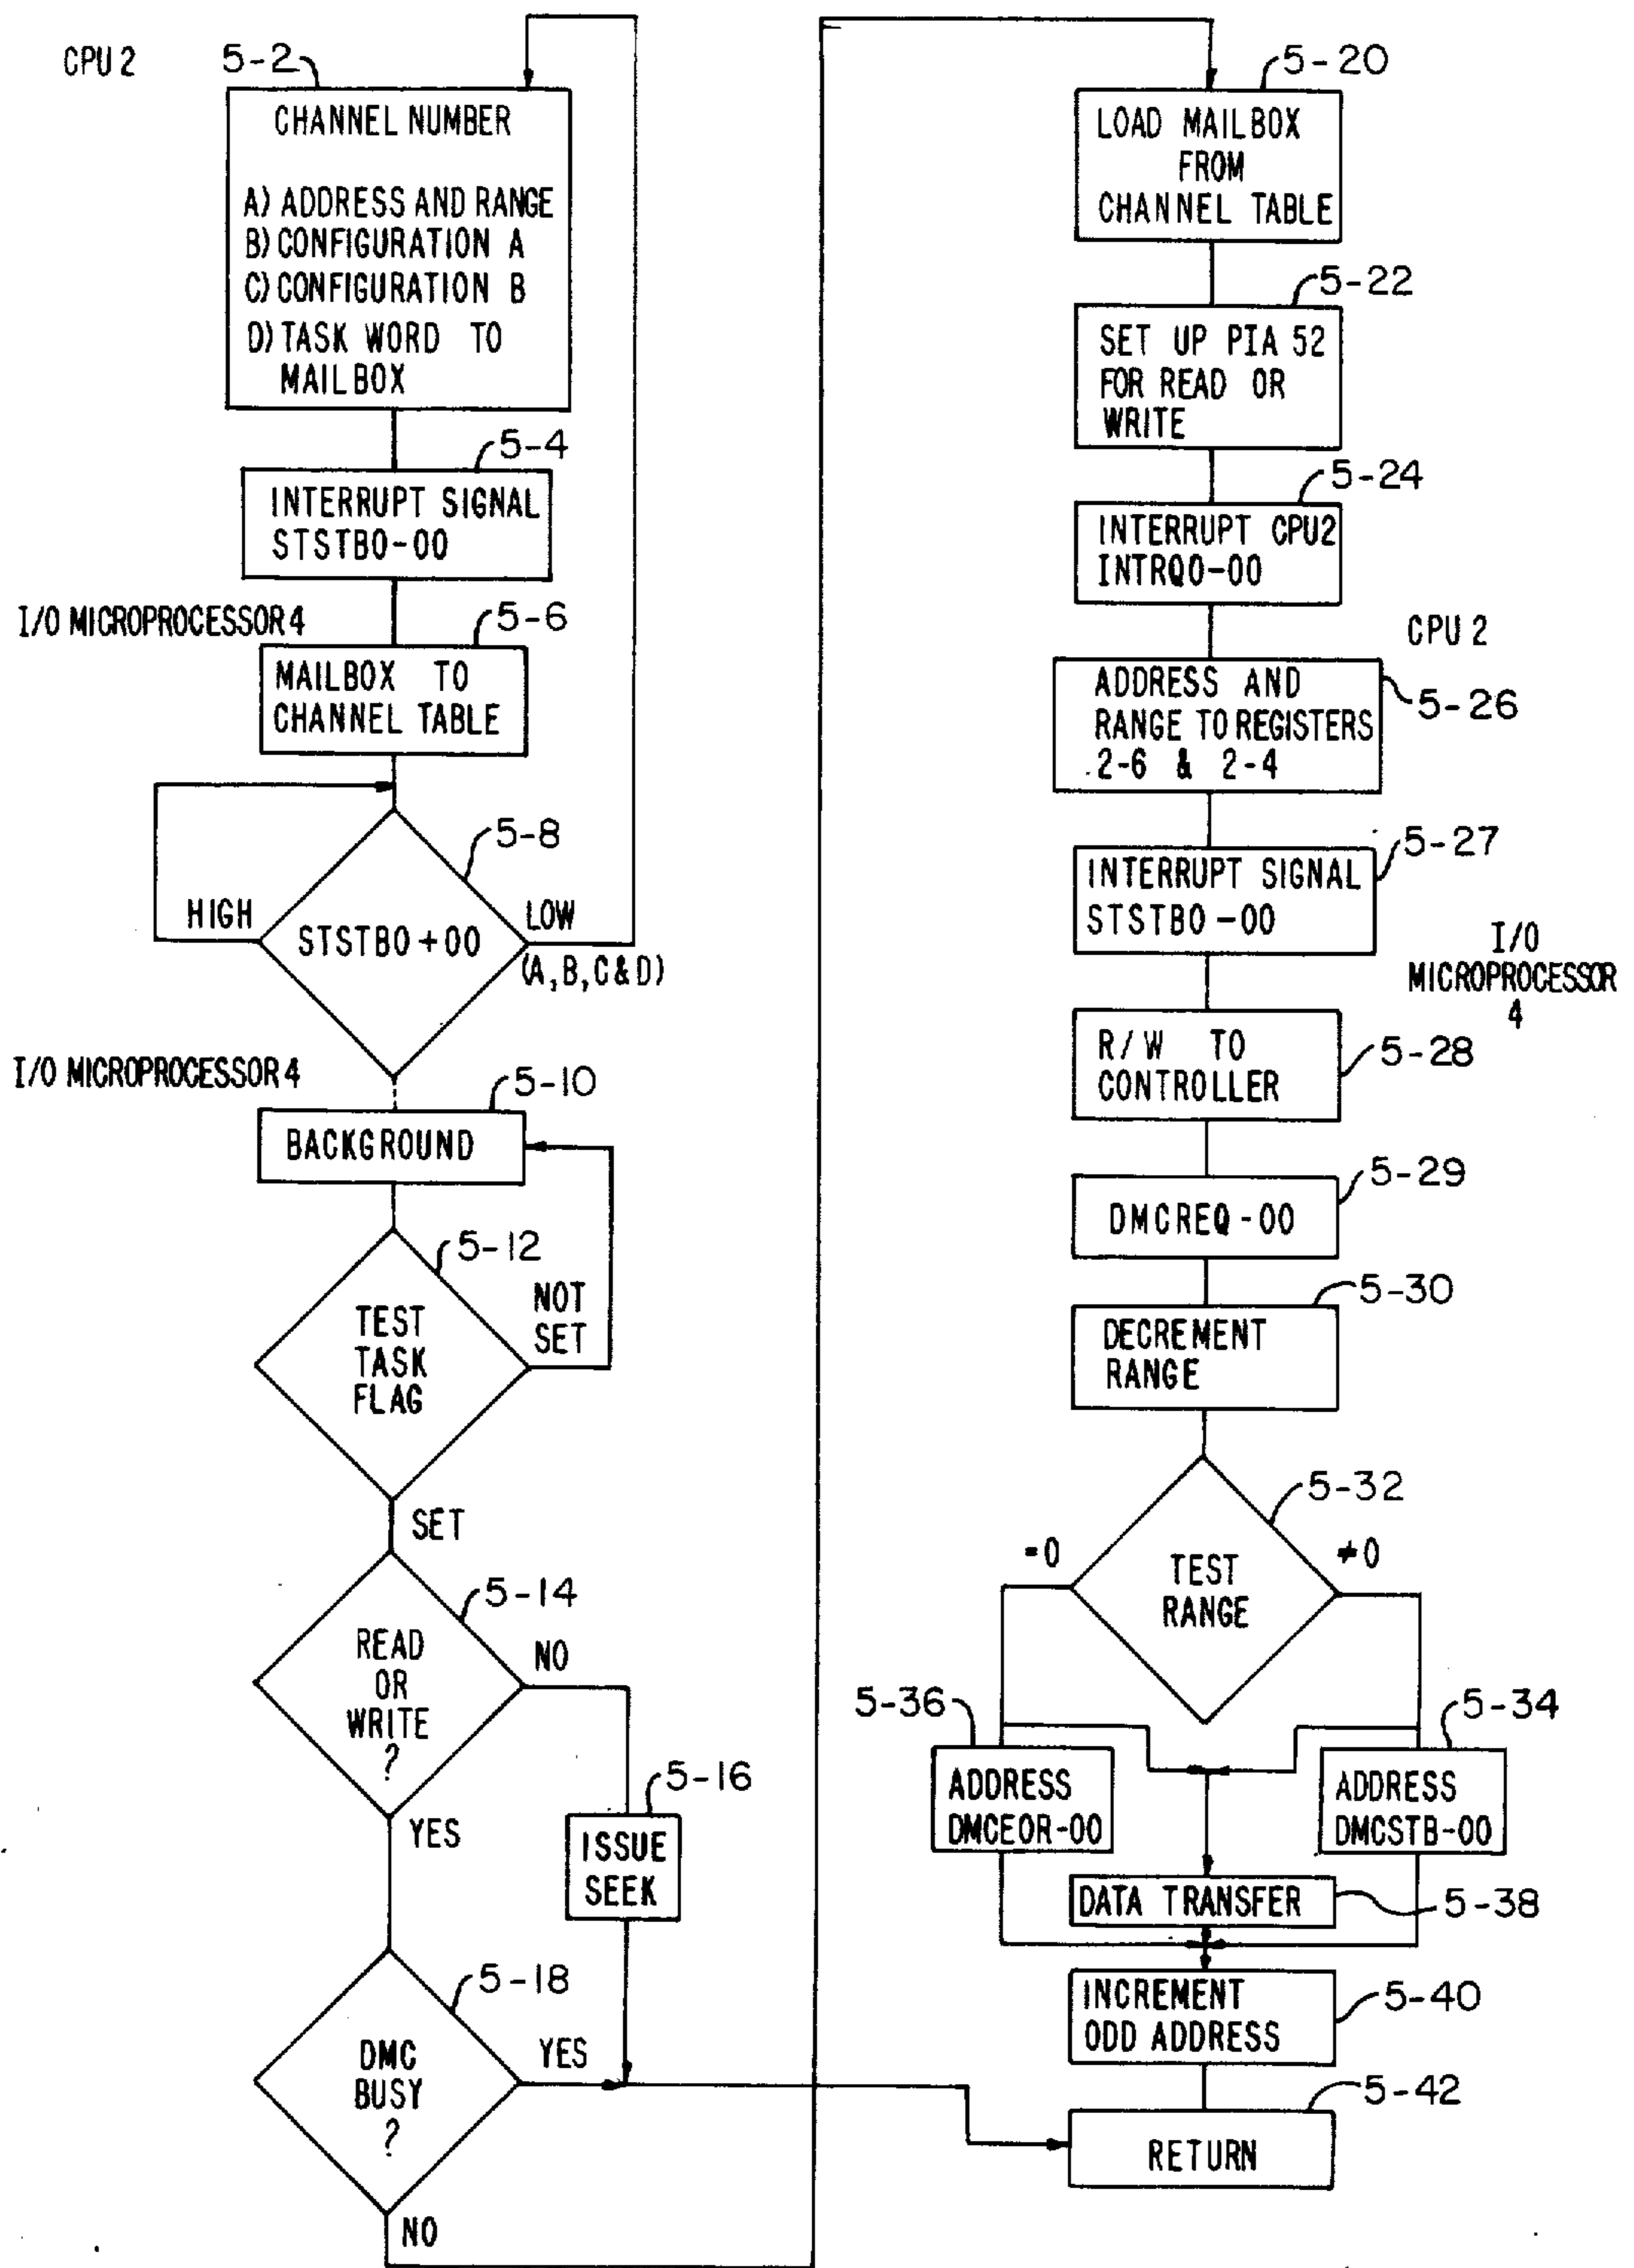 CPU 2
5-2
CHANNEL NUMBER
A) ADDRESS AND RANGE
B) CONFIGURATION A
C) CONFIGURATION B
D) TASK WORD TO
MAILBOX
5-4
INTERRUPT SIGNAL
STSTB0-00
I/O MICROPROCESSOR 4
5-6
MAILBOX TO
CHANNEL TABLE
5-8
HIGH
STSTB0+00
LOW
(A, B, C & D)
I/O MICROPROCESSOR 4
5-10
BACKGROUND
5-12
TEST
TASK
FLAG
NOT
SET
SET
5-14
READ
OR
WRITE
?
NO
YES
5-16
ISSUE
SEEK
5-18
DMC
BUSY
?
YES
NO
5-20
LOAD MAILBOX
FROM
CHANNEL TABLE
5-22
SET UP PIA 52
FOR READ OR
WRITE
5-24
INTERRUPT CPU2
INTRQ0-00
CPU 2
5-26
ADDRESS AND
RANGE TO REGISTERS
2-6 & 2-4
5-27
INTERRUPT SIGNAL
STSTB0-00
I/O
MICROPROCESSOR
4
5-28
R/W TO
CONTROLLER
5-29
DMCREQ-00
5-30
DECREMENT
RANGE
5-32
=0
TEST
RANGE
≠0
5-36
ADDRESS
DMCEOR-00
5-34
ADDRESS
DMCSTB-00
DATA TRANSFER
5-38
INCREMENT
ODD ADDRESS
5-40
5-42
RETURN